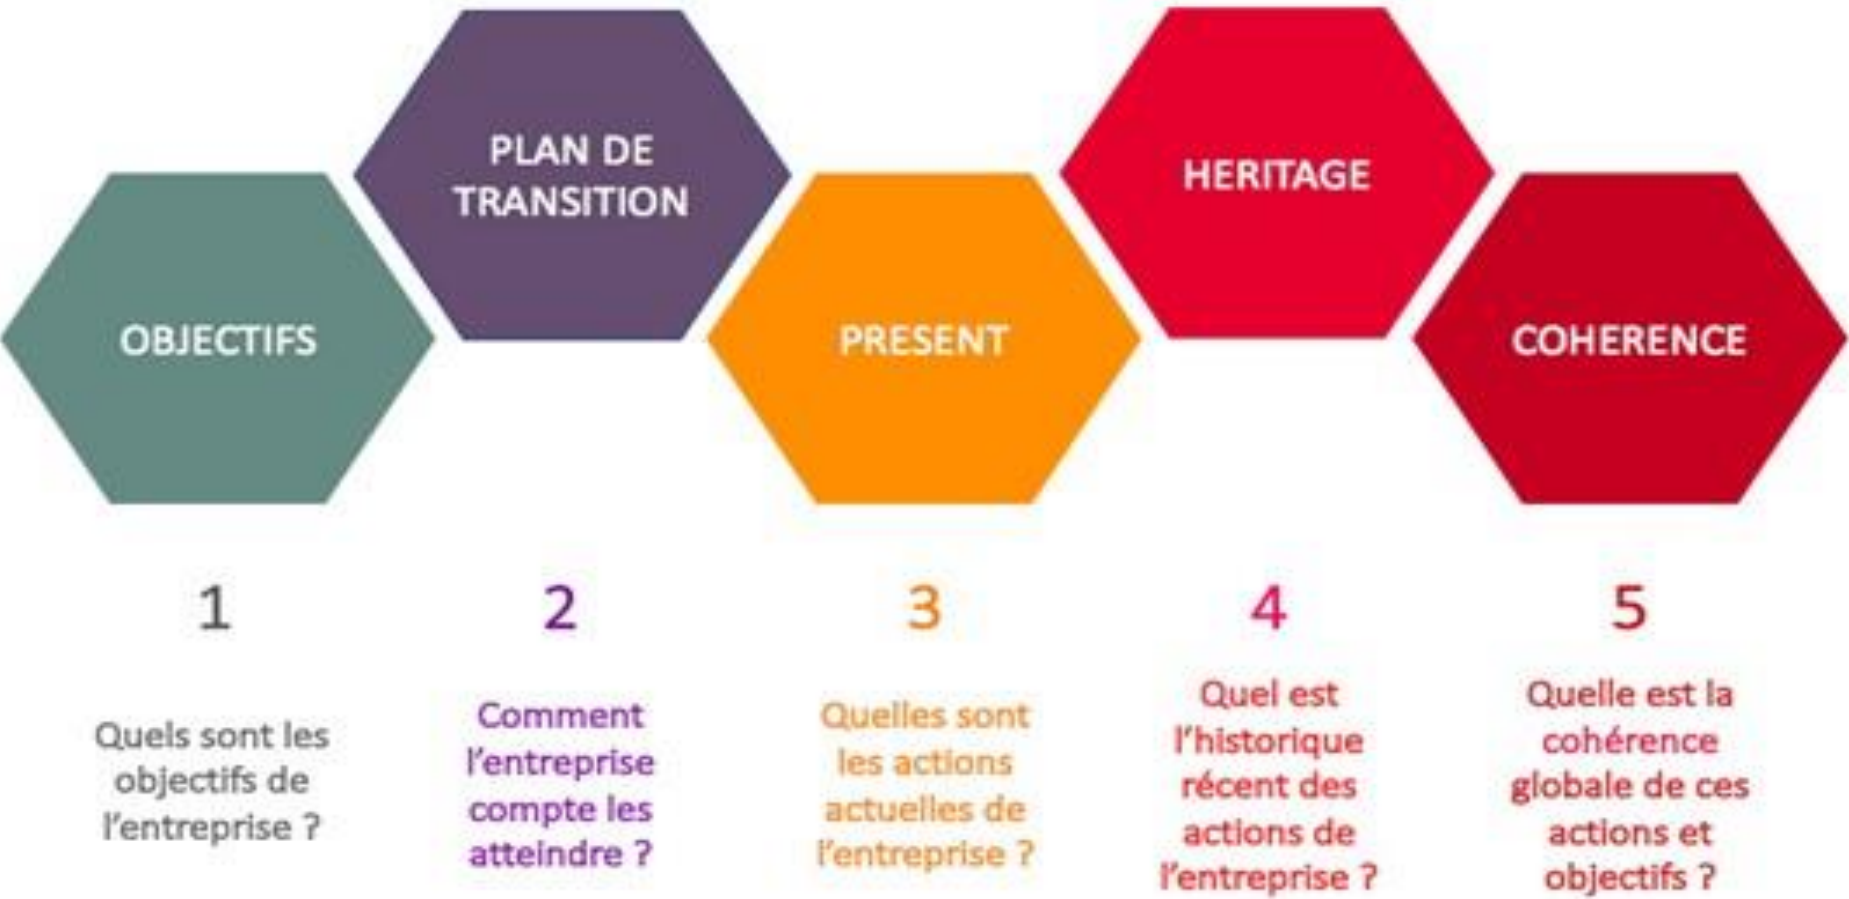 OBJECTIFS
PLAN DE
TRANSITION
PRESENT
HERITAGE
COHERENCE
1
Quels sont les
objectifs de
l'entreprise ?
2
Comment
l'entreprise
compte les
atteindre ?
3
Quelles sont
les actions
actuelles de
l'entreprise ?
4
Quel est
l'historique
récent des
actions de
l'entreprise ?
5
Quelle est la
cohérence
globale de ces
actions et
objectifs ?